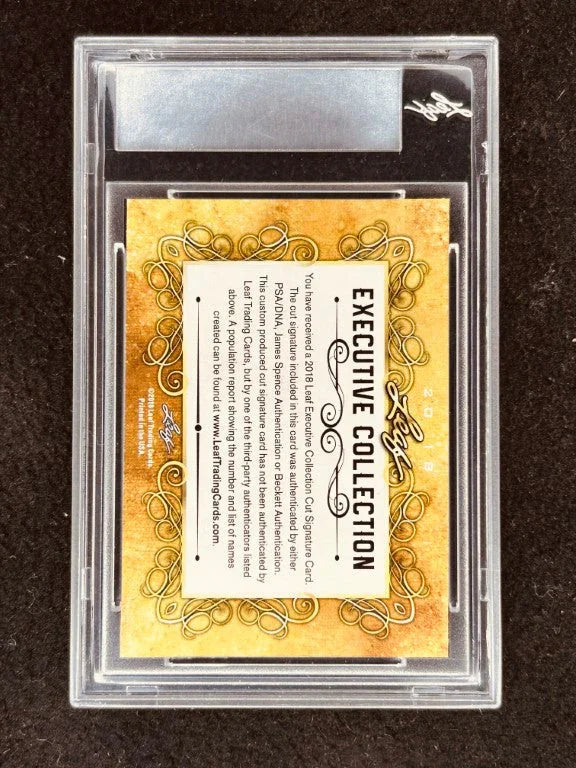 Leaf
2018
Leaf
EXECUTIVE COLLECTION
You have received a 2018 Leaf Executive Collection Cut Signature Card.
The cut signature included in this card was authenticated by either
PSA/DNA, James Spence Authentication or Beckett Authentication.
This custom produced cut signature card has not been authenticated by
Leaf Trading Cards, but by one of the third-party authenticators listed
above. A population report showing the number and list of names
created can be found at www.LeafTradingCards.com.
Leaf
©2018 Leaf Trading Cards.
Printed in the USA.